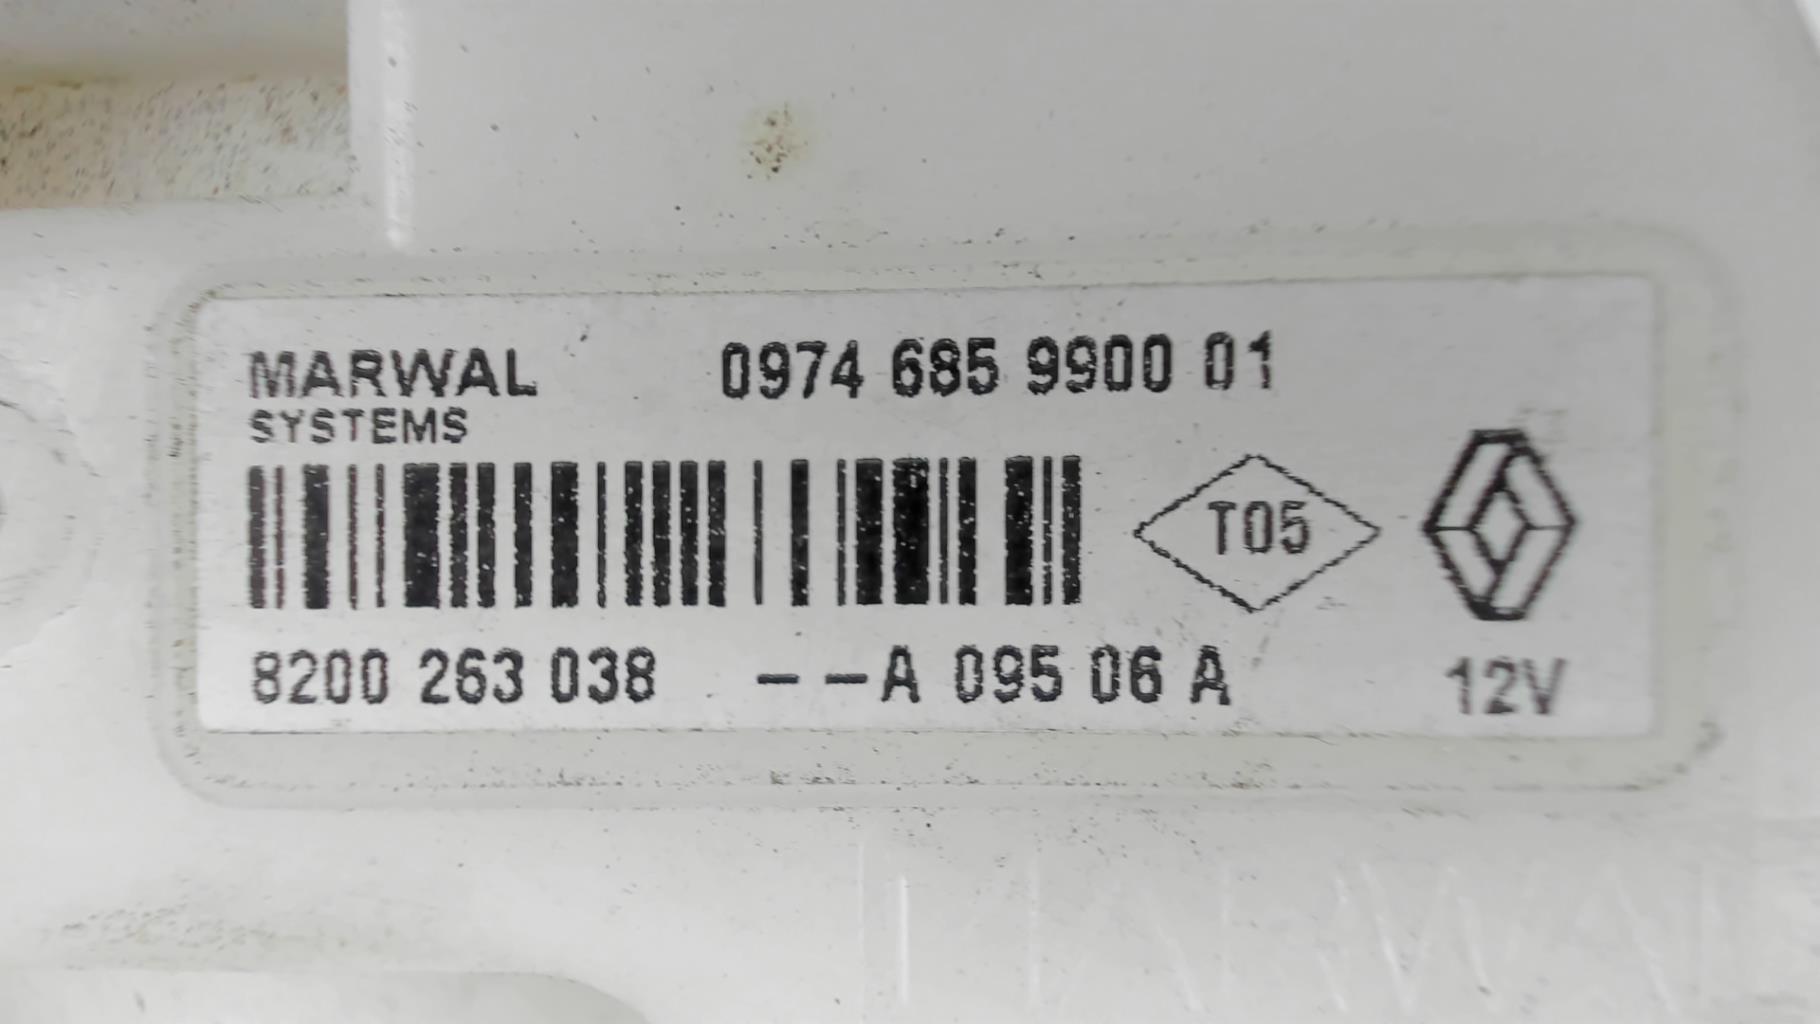 MARWAL 0974 685 9900 01
SYSTEMS
T05
8200 263 038 --A 095 06 A 12V